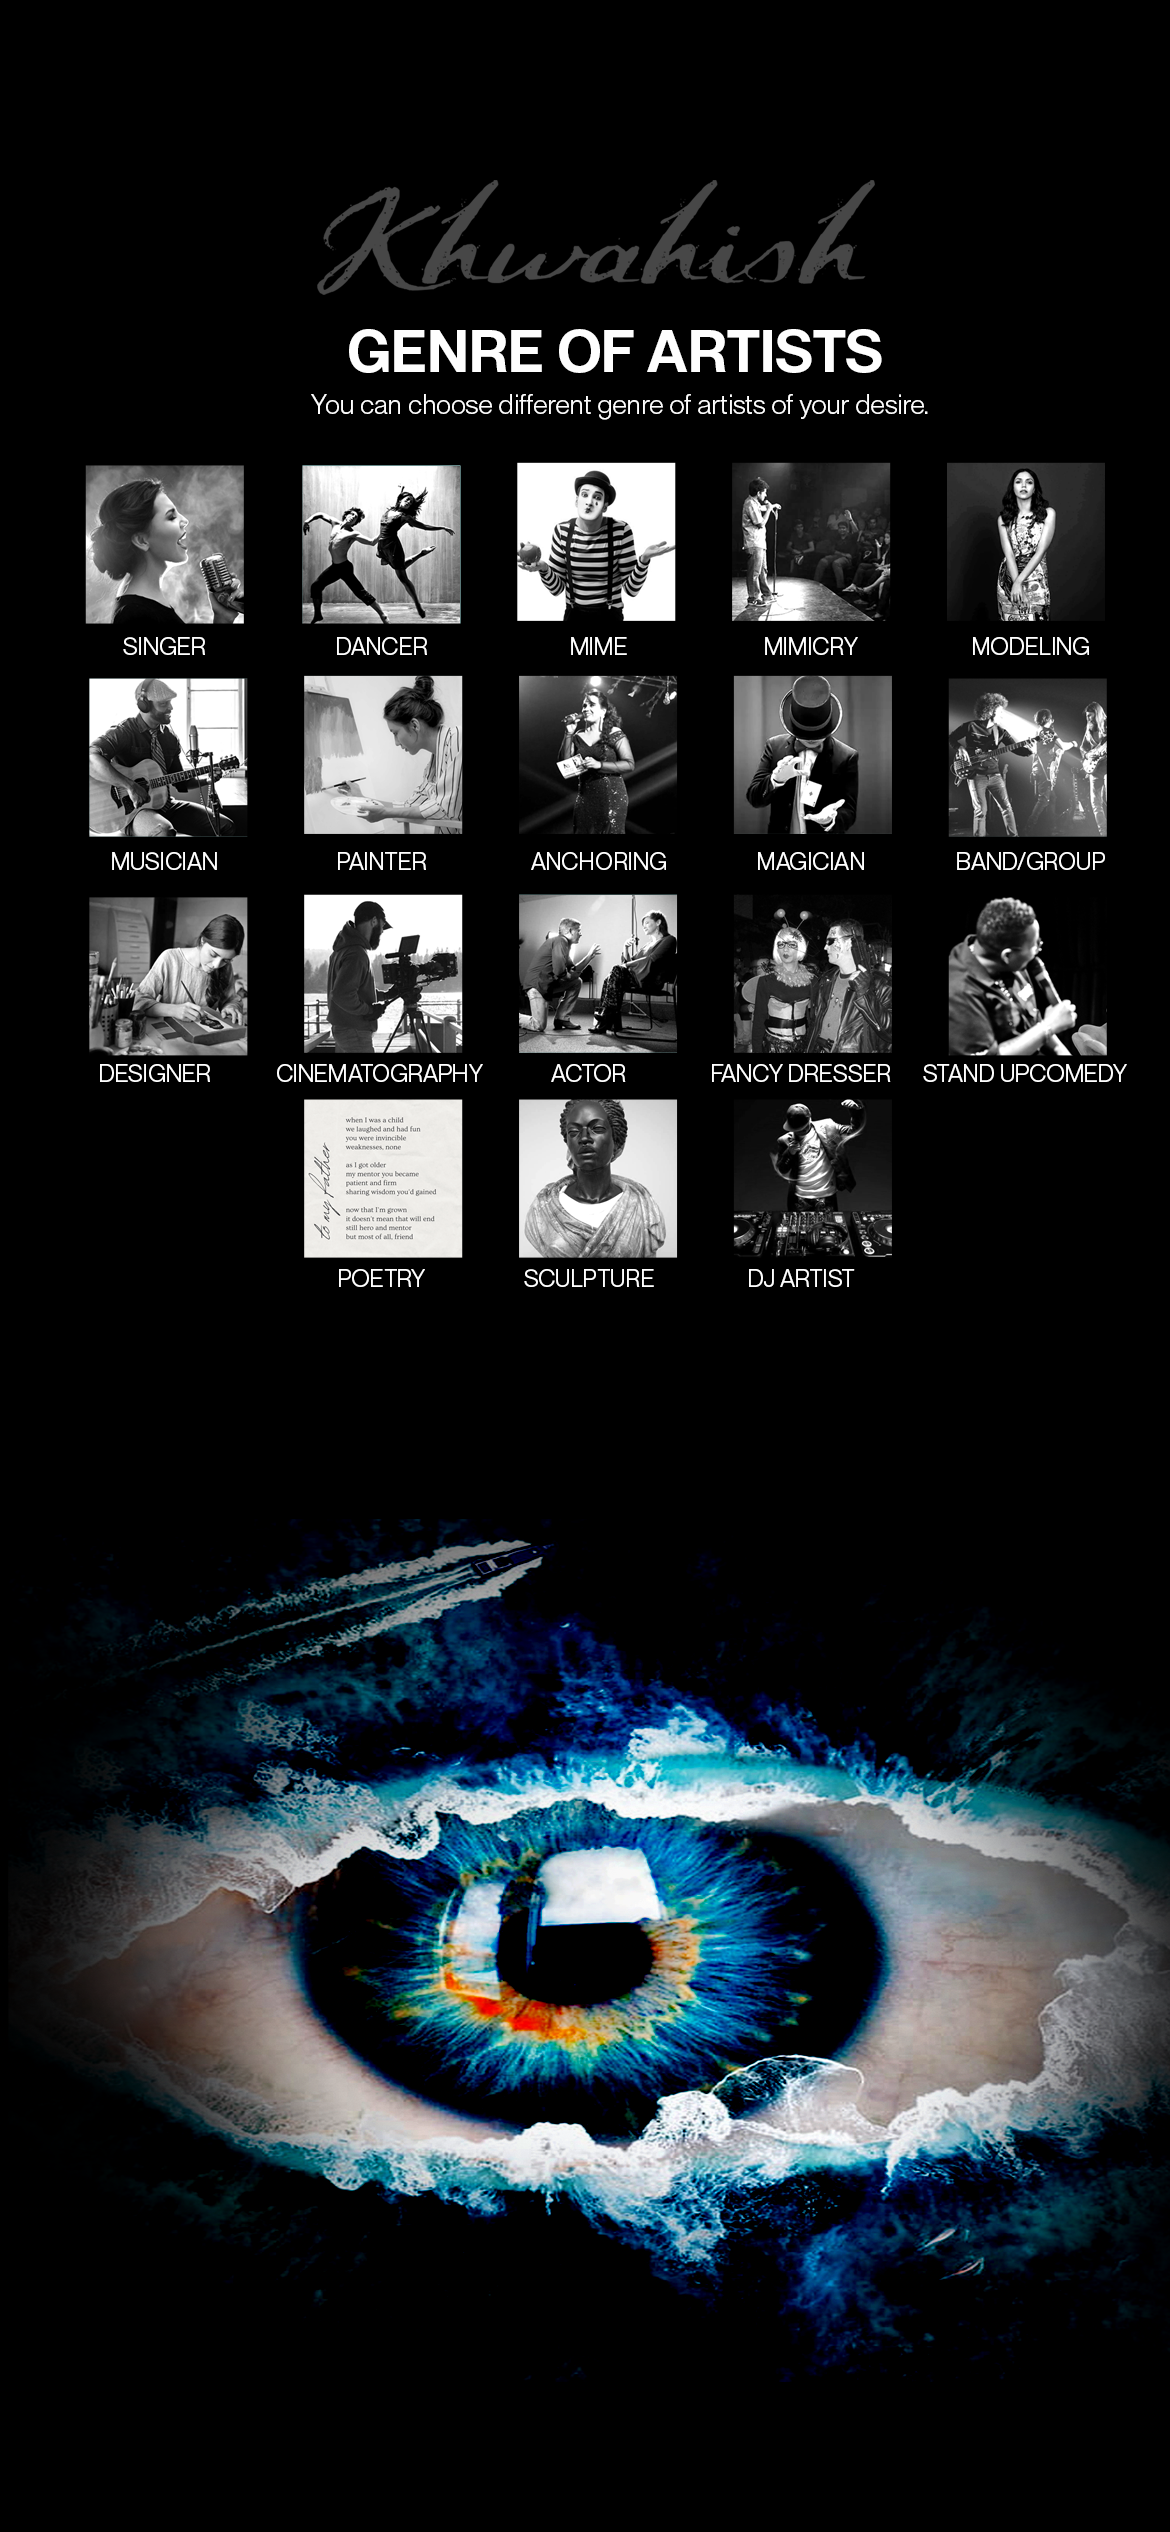 Khwahish
GENRE OF ARTISTS
You can choose different genre of artists of your desire.
SINGER
DANCER
MIME
MIMICRY
MODELING
MUSICIAN
PAINTER
ANCHORING
MAGICIAN
BAND/GROUP
DESIGNER
CINEMATOGRAPHY
ACTOR
FANCY DRESSER
STAND UPCOMEDY
to my father
when I was a child
we laughed and had fun
you were invincible
weaknesses, none
as I got older
my mentor you became
patient and firm
sharing wisdom you'd gained
now that I'm grown
it doesn't mean that will end
still hero and mentor
but most of all, friend
POETRY
SCULPTURE
DJ ARTIST